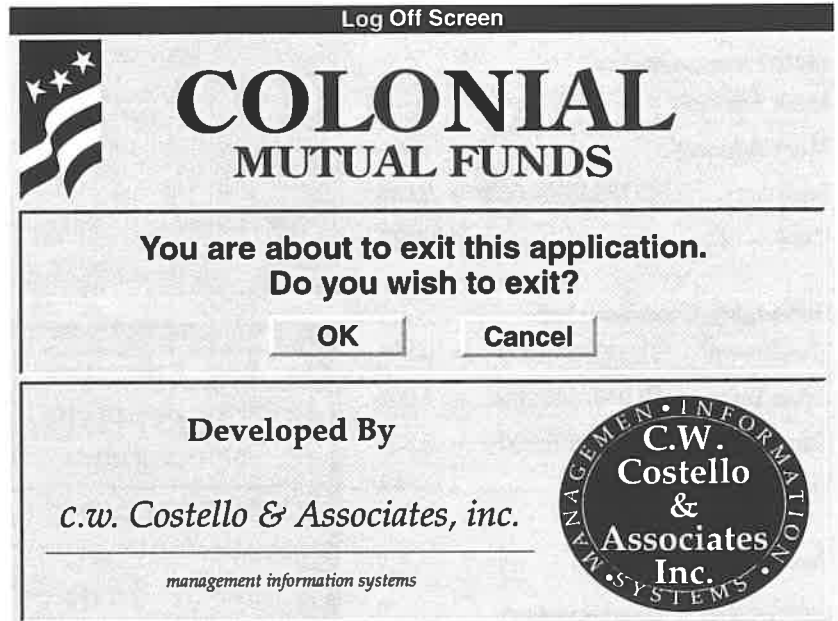 Log Off Screen
COLONIAL
MUTUAL FUNDS
You are about to exit this application.
Do you wish to exit?
OK
Cancel
Developed By
c.w. Costello & Associates, inc.
management information systems
MANAGEMEN • INFORMATION • SYSTEMS •
C.W.
Costello
&
Associates
Inc.